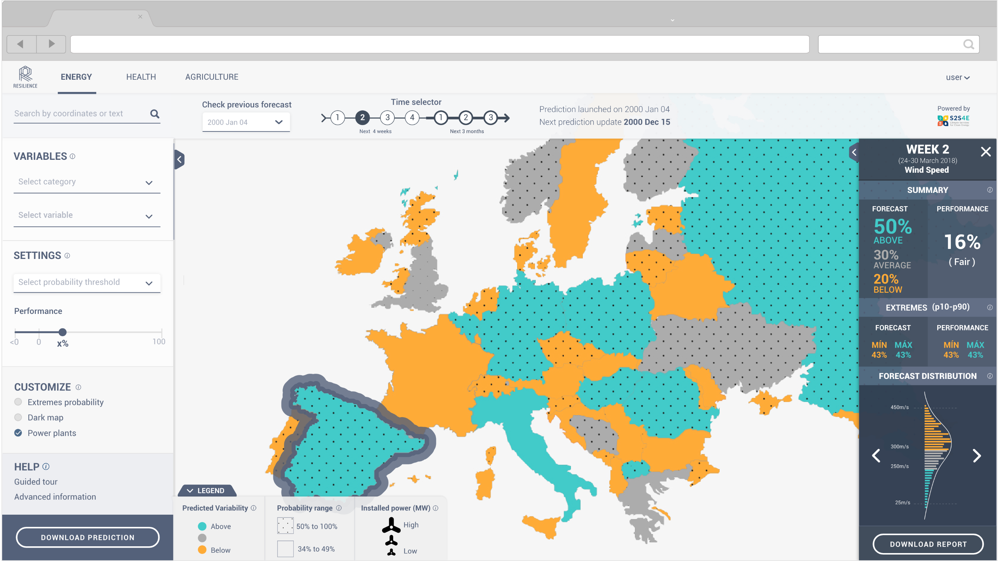 RESILIENCE
ENERGY
HEALTH
AGRICULTURE
user
Search by coordinates or text
Check previous forecast
2000 Jan 04
Time selector
1 2 3 4 1 2 3
Next 4 weeks
Next 3 months
Prediction launched on 2000 Jan 04
Next prediction update 2000 Dec 15
Powered by
S2S4E
Climate Services
for Clean Energy
VARIABLES
Select category
Select variable
SETTINGS
Select probability threshold
Performance
<0 0 x% 100
CUSTOMIZE
Extremes probability
Dark map
Power plants
HELP
Guided tour
Advanced information
DOWNLOAD PREDICTION
LEGEND
Predicted Variability
Above
Below
Probability range
50% to 100%
34% to 49%
Installed power (MW)
High
Low
WEEK 2
(24-30 March 2018)
Wind Speed
SUMMARY
FORECAST
50%
ABOVE
30%
AVERAGE
20%
BELOW
PERFORMANCE
16%
( Fair )
EXTREMES (p10-p90)
FORECAST
MÍN MÁX
43% 43%
PERFORMANCE
MÍN MÁX
43% 43%
FORECAST DISTRIBUTION
450m/s
300m/s
250m/s
25m/s
DOWNLOAD REPORT